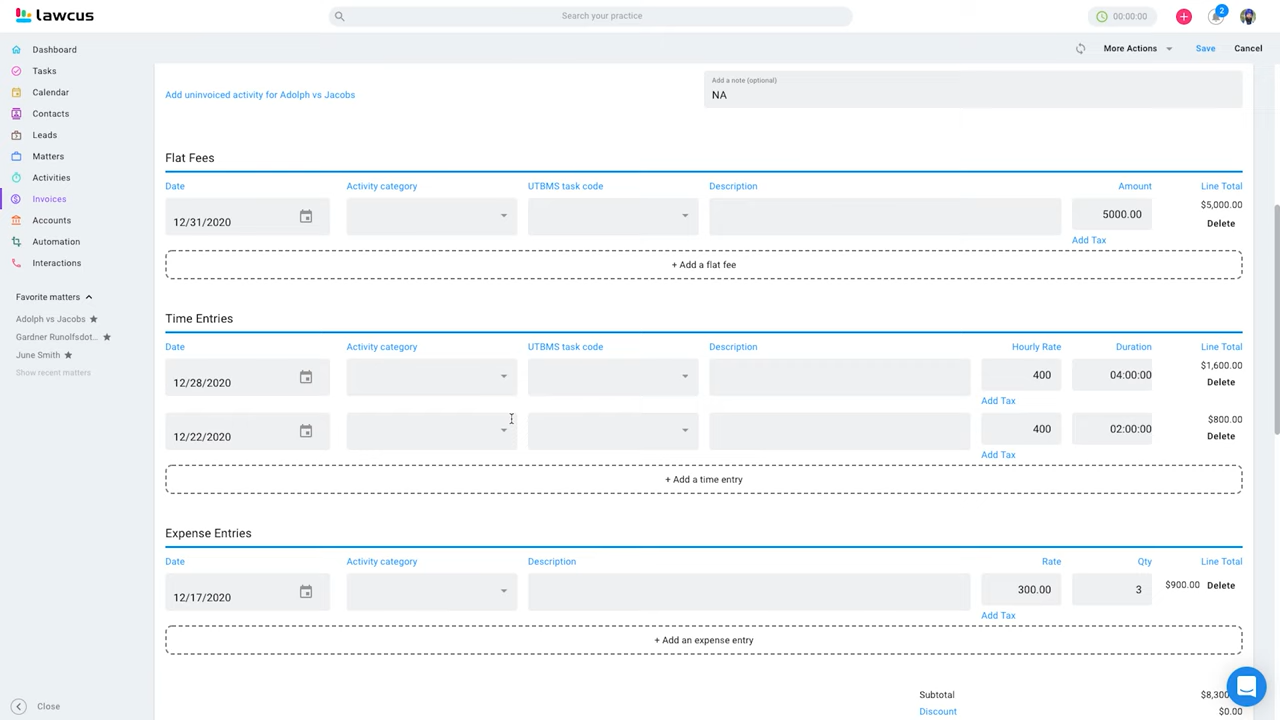 lawcus
Search your practice
00:00:00
2
Dashboard
Tasks
Calendar
Contacts
Leads
Matters
Activities
Invoices
Accounts
Automation
Interactions
Favorite matters
Adolph vs Jacobs
Gardner Runolfsdot...
June Smith
Show recent matters
Close
More Actions Save Cancel
Add a note (optional)
Add uninvoiced activity for Adolph vs Jacobs NA
Flat Fees
Date Activity category UTBMS task code Description Amount Line Total
12/31/2020 5000.00 $5,000.00
Delete
Add Tax
+ Add a flat fee
Time Entries
Date Activity category UTBMS task code Description Hourly Rate Duration Line Total
12/28/2020 400 04:00:00 $1,600.00
Delete
Add Tax
12/22/2020 400 02:00:00 $800.00
Delete
Add Tax
+ Add a time entry
Expense Entries
Date Activity category Description Rate Qty Line Total
12/17/2020 300.00 3 $900.00 Delete
Add Tax
+ Add an expense entry
Subtotal
Discount $0.00